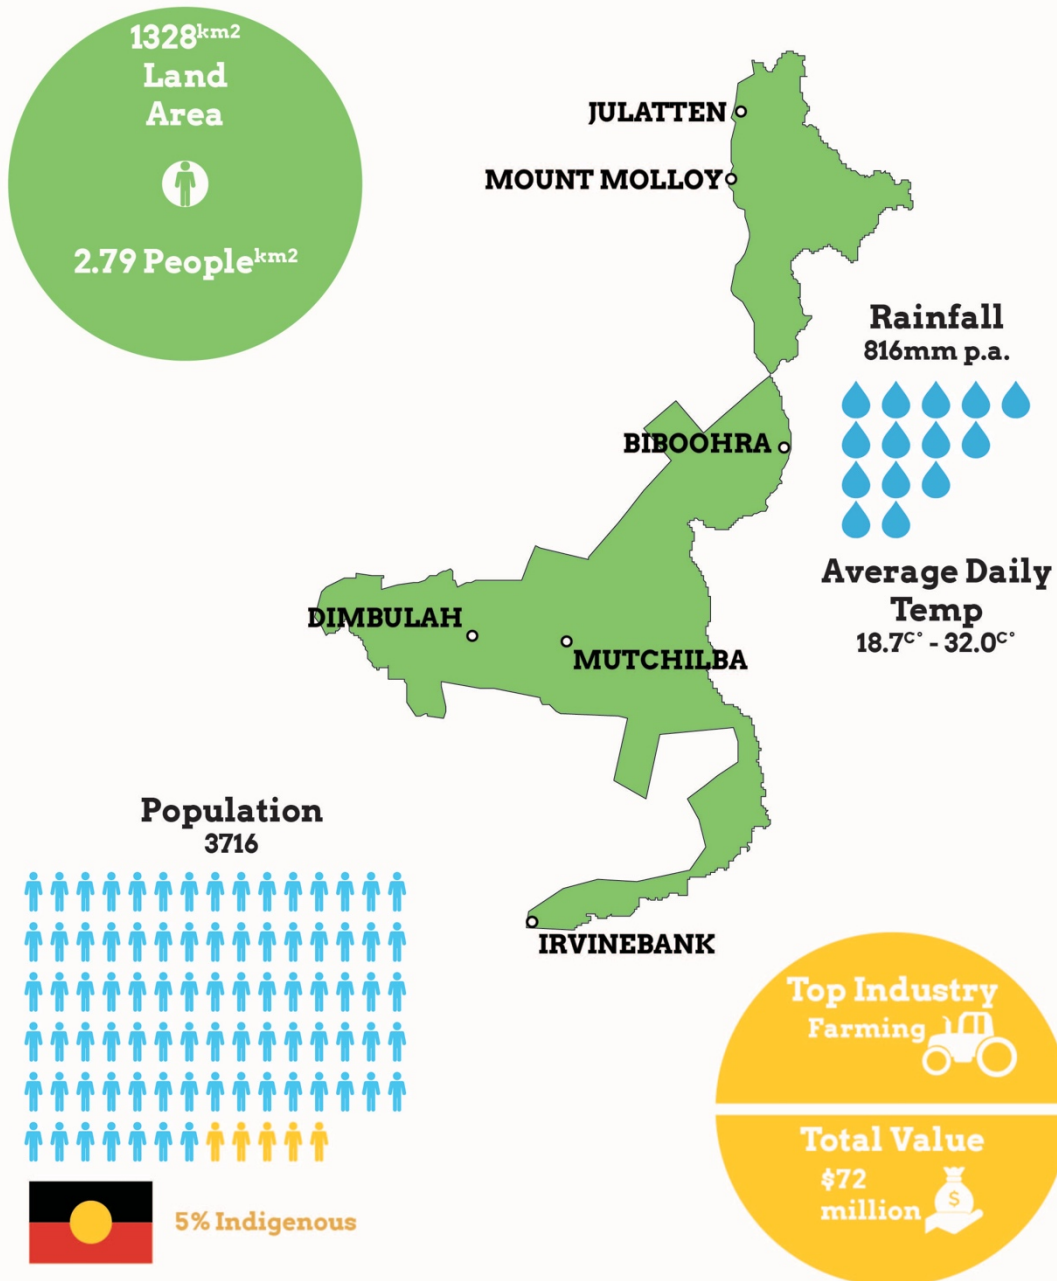 1328km2
Land
Area
2.79 Peoplekm2
JULATTEN
MOUNT MOLLOY
Rainfall
816mm p.a.
BIBOOHRA
Average Daily
Temp
18.7C° - 32.0C°
DIMBULAH
MUTCHILBA
Population
3716
IRVINEBANK
Top Industry
Farming
Total Value
$72
million
$
5% Indigenous